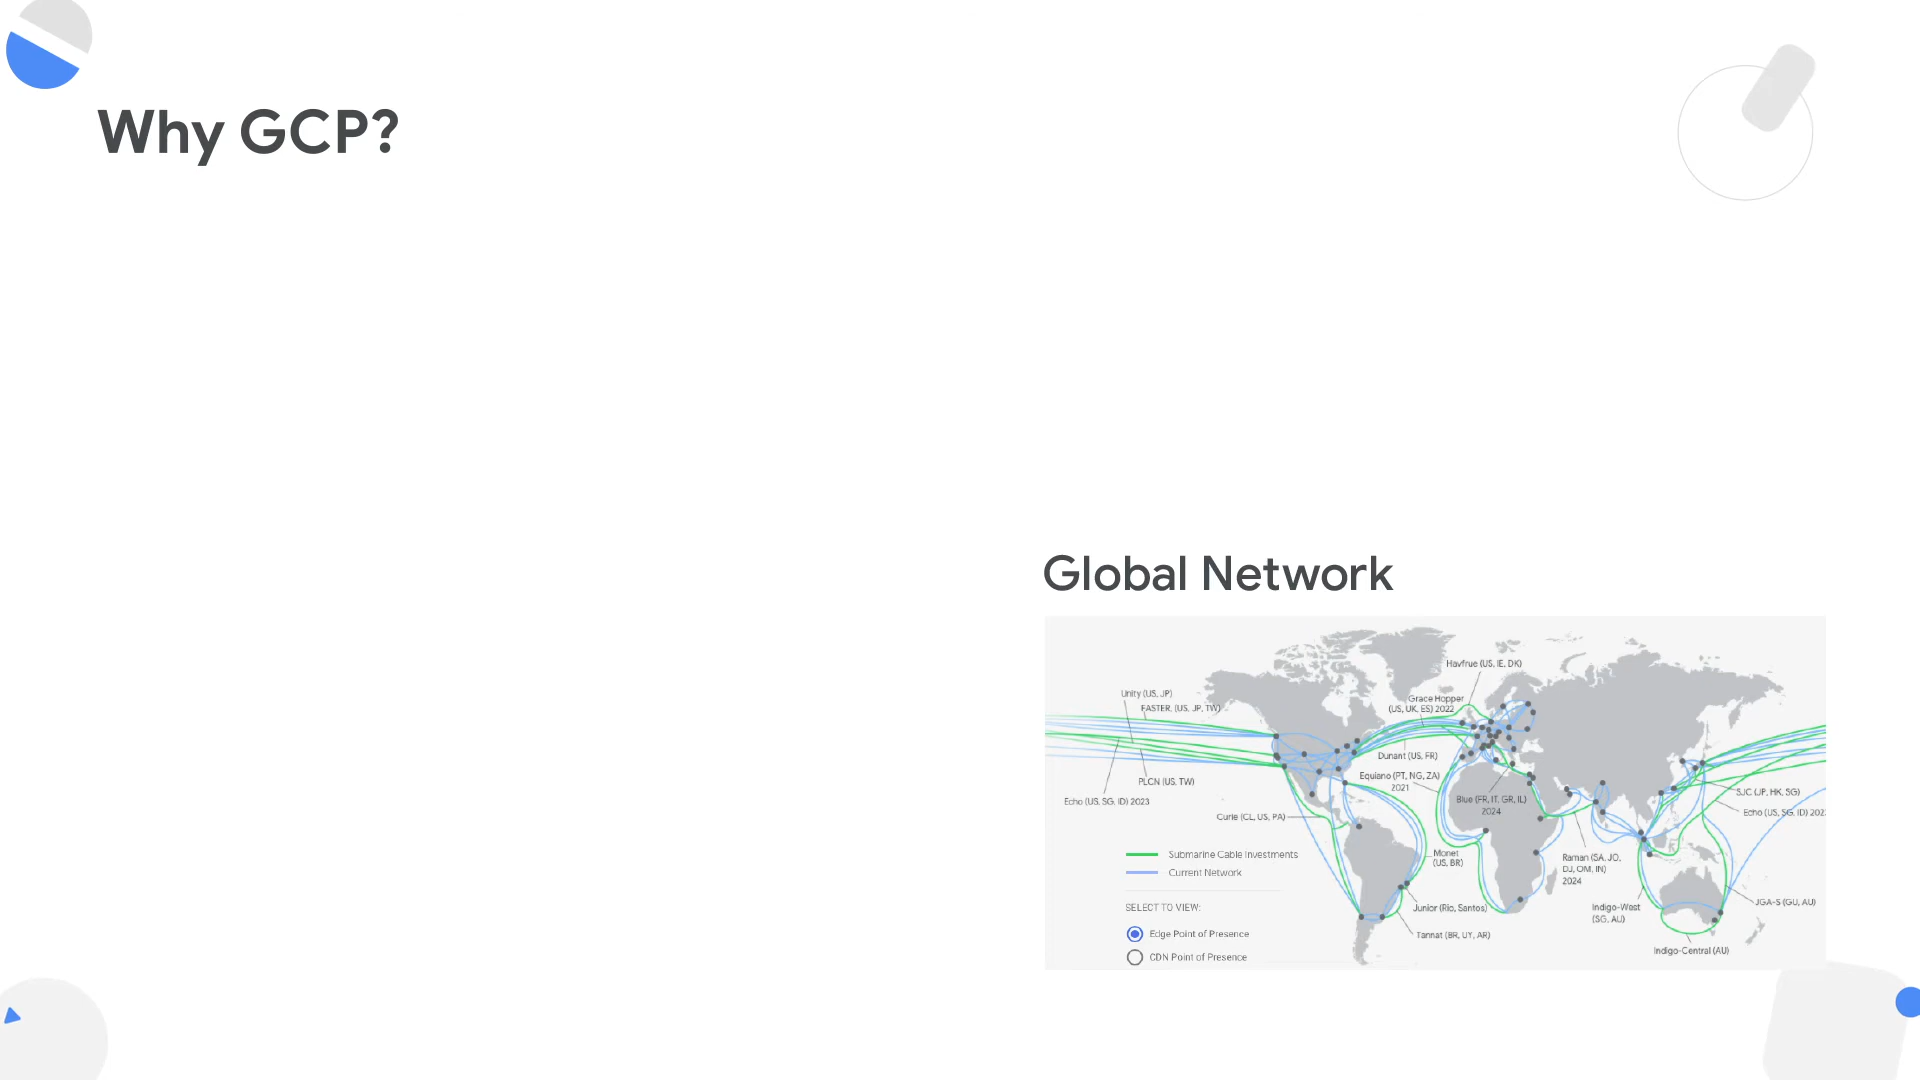 Why GCP?
Global Network
Havfrue (US, IE, DK)
Unity (US, JP)
FASTER, (US, JP, TW)
Grace Hopper
(US, UK, ES) 2022
Dunant (US, FR)
Equiano (PT, NG, ZA)
2021
PLCN (US, TW)
Echo (US, SG, ID) 2023
Blue (FR, IT, GR, IL)
2024
SJC (JP, HK, SG)
Echo (US, SG, ID) 202
Curie (CL, US, PA)
Monet
(US, BR)
Raman (SA, JO,
DJ, OM, IN)
2024
Submarine Cable Investments
Current Network
SELECT TO VIEW:
Edge Point of Presence
CDN Point of Presence
Junior (Rio, Santos)
Tannat (BR, UY, AR)
Indigo-West
(SG, AU)
JGA-S (GU, AU)
Indigo-Central (AU)